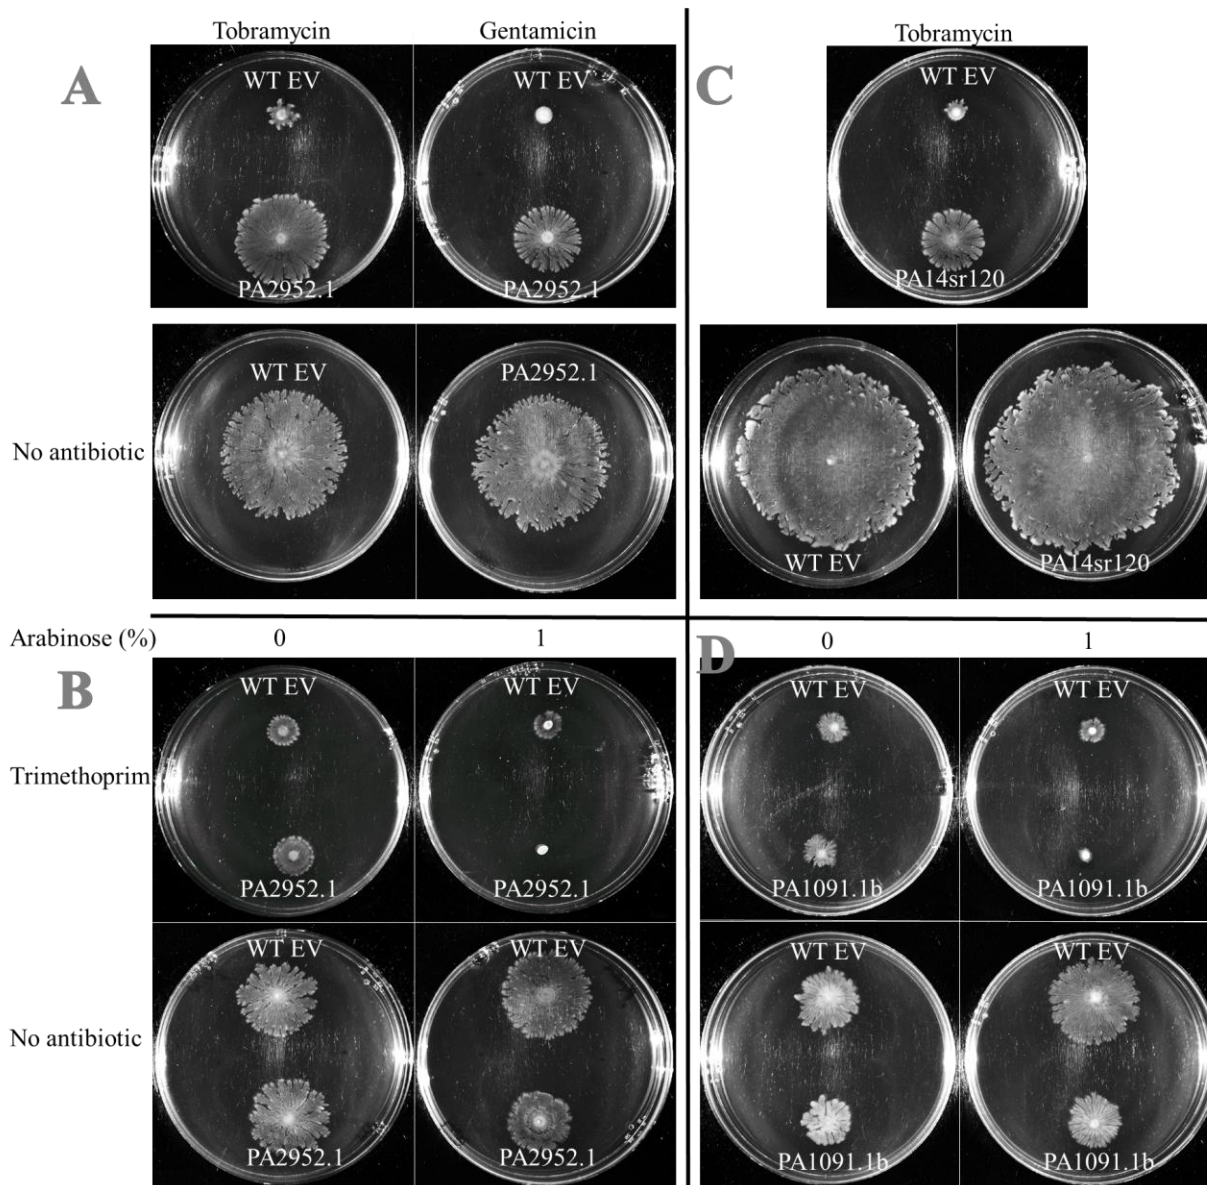 Tobramycin Gentamicin
A
WT EV WT EV
PA2952.1 PA2952.1
No antibiotic
WT EV PA2952.1
C
Tobramycin
WT EV
PA14sr120
WT EV PA14sr120
Arabinose (%) 0 1
B
Trimethoprim
WT EV WT EV
PA2952.1 PA2952.1
No antibiotic
WT EV WT EV
PA2952.1 PA2952.1
D
0 1
WT EV WT EV
PA1091.1b PA1091.1b
WT EV WT EV
PA1091.1b PA1091.1b